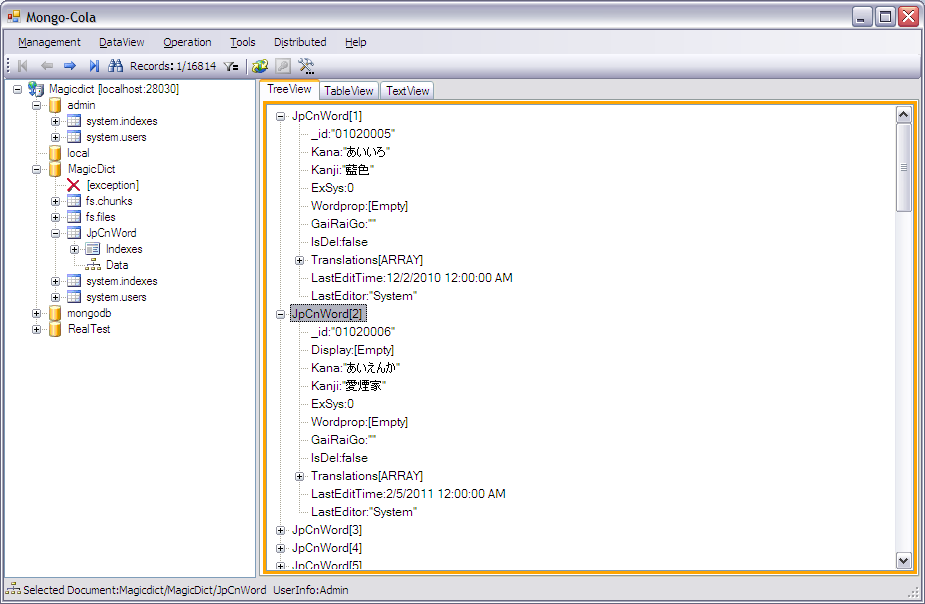 Mongo-Cola
Management DataView Operation Tools Distributed Help
Records: 1/16814
Magicdict [localhost:28030]
admin
system.indexes
system.users
local
MagicDict
[exception]
fs.chunks
fs.files
JpCnWord
Indexes
Data
system.indexes
system.users
mongodb
RealTest
TreeView TableView TextView
JpCnWord[1]
_id:"01020005"
Kana:"あいいろ"
Kanji:"藍色"
ExSys:0
Wordprop:[Empty]
GaiRaiGo:""
IsDel:false
Translations[ARRAY]
LastEditTime:12/2/2010 12:00:00 AM
LastEditor:"System"
JpCnWord[2]
_id:"01020006"
Display:[Empty]
Kana:"あいえんか"
Kanji:"愛煙家"
ExSys:0
Wordprop:[Empty]
GaiRaiGo:""
IsDel:false
Translations[ARRAY]
LastEditTime:2/5/2011 12:00:00 AM
LastEditor:"System"
JpCnWord[3]
JpCnWord[4]
JpCnWord[5]
Selected Document:Magicdict/MagicDict/JpCnWord UserInfo:Admin